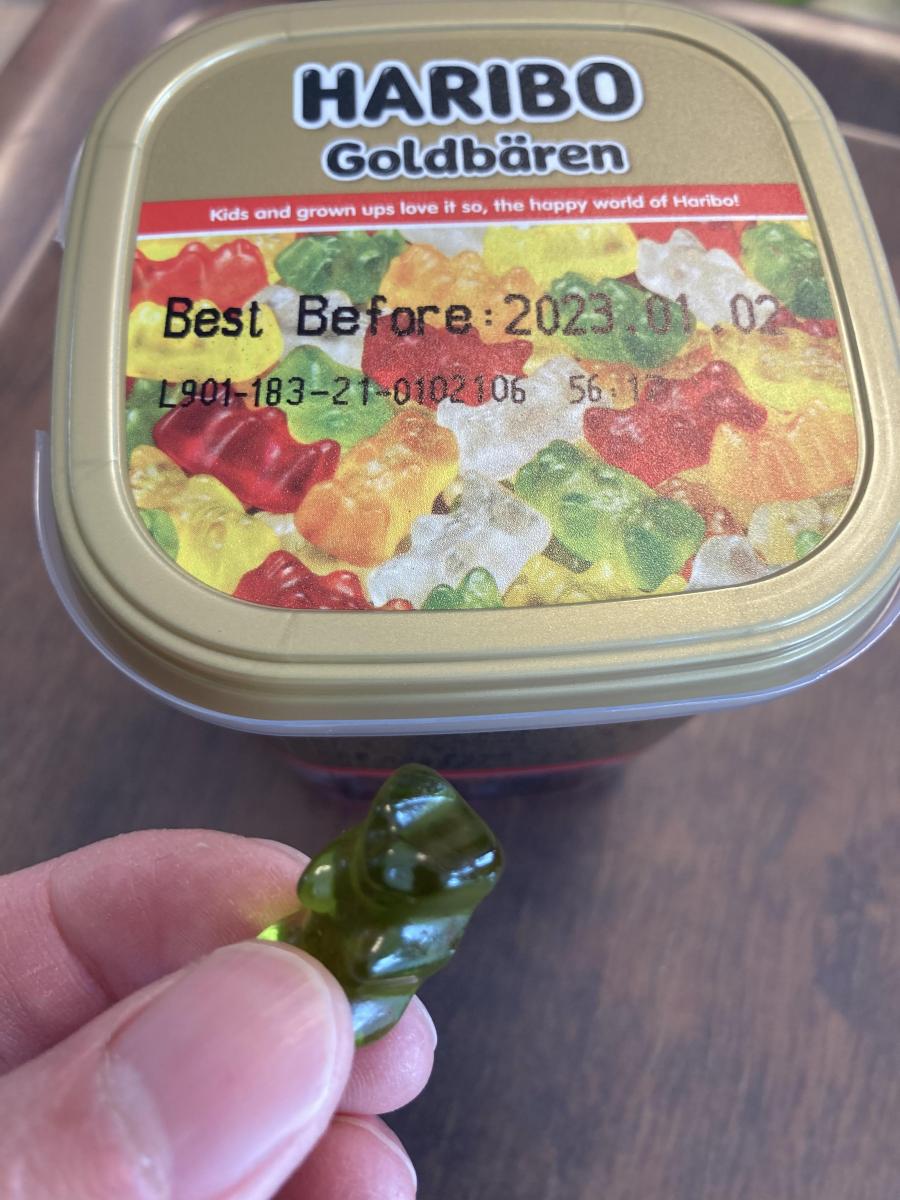 HARIBO
Goldbären
Kids and grown ups love it so, the happy world of Haribo!
Best Before:2023.01.02
L901-183-21-0102106